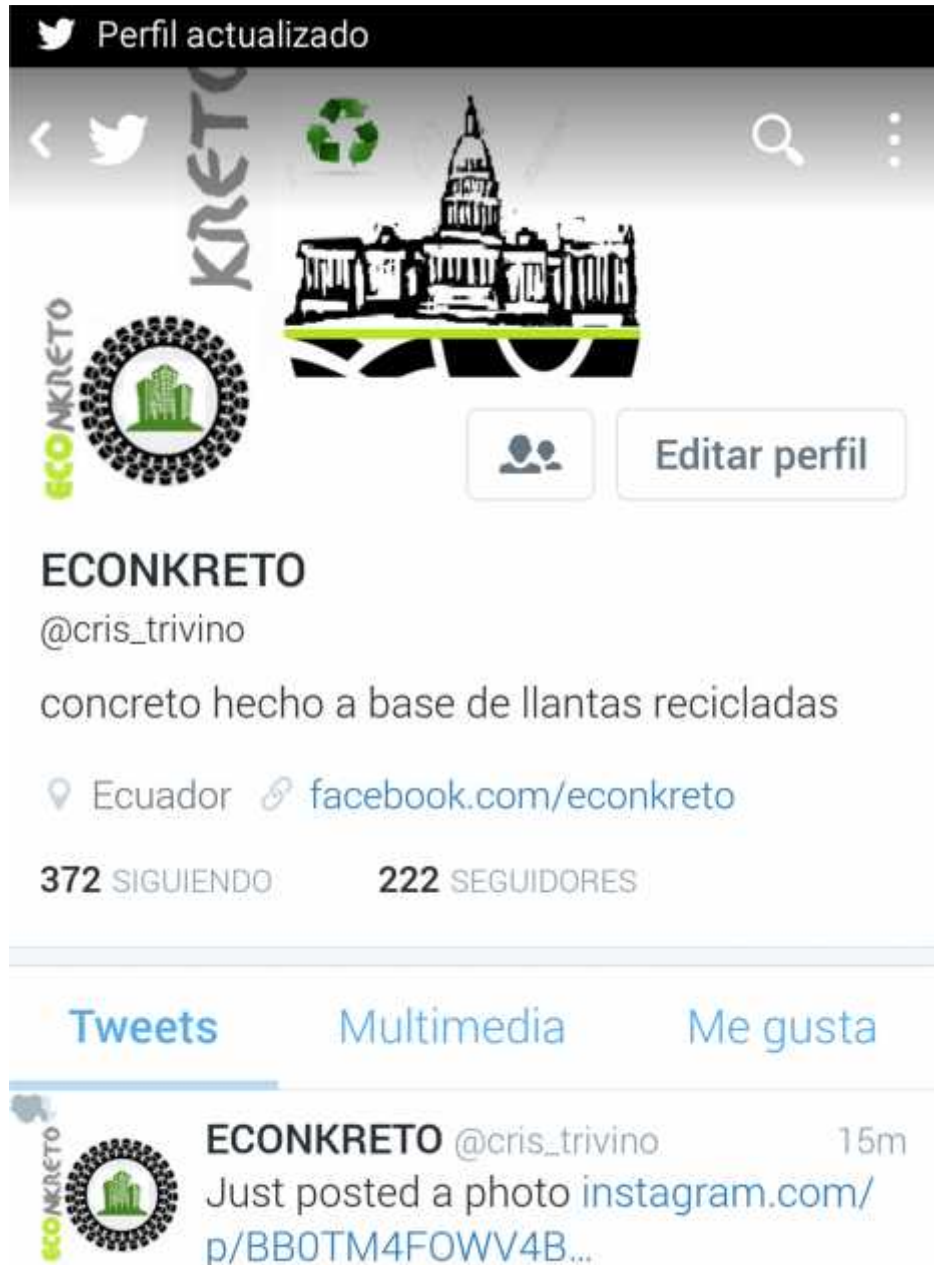 Perfil actualizado
KRETO
ECONKRETO
Editar perfil
ECONKRETO
@cris_trivino
concreto hecho a base de llantas recicladas
Ecuador facebook.com/econkreto
372 SIGUIENDO 222 SEGUIDORES
Tweets Multimedia Me gusta
ECONKRETO
ECONKRETO @cris_trivino 15m
Just posted a photo instagram.com/
p/BB0TM4FOWV4B...